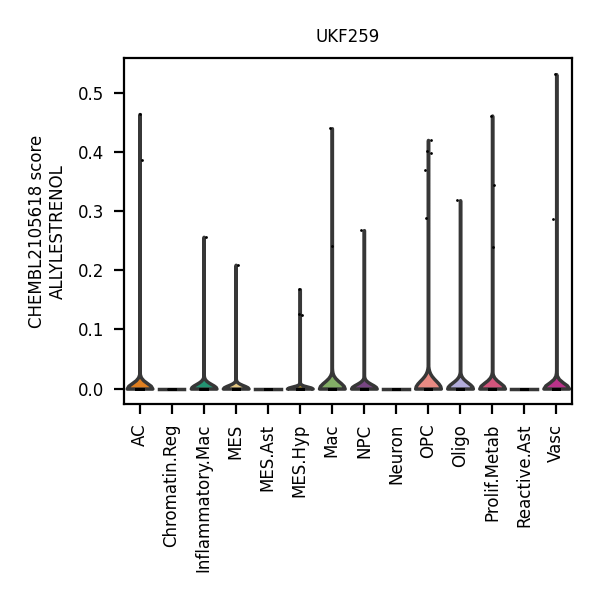 UKF259
CHEMBL2105618 score
ALLYLESTRENOL
0.5
0.4
0.3
0.2
0.1
0.0
AC
Chromatin.Reg
Inflammatory.Mac
MES
MES.Ast
MES.Hyp
Mac
NPC
Neuron
OPC
Oligo
Prolif.Metab
Reactive.Ast
Vasc